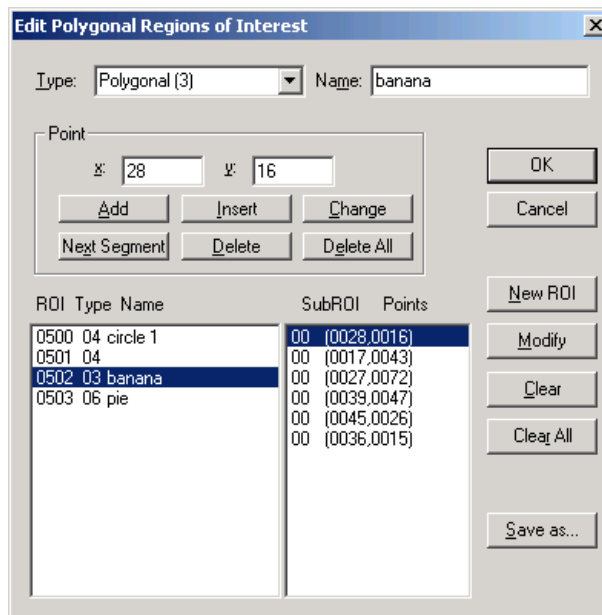 Edit Polygonal Regions of Interest
Type: Polygonal (3) Name: banana
Point
x: 28 y: 16
Add Insert Change
Next Segment Delete Delete All
OK
Cancel
ROI Type Name SubROI Points
0500 04 circle 1
0501 04
0502 03 banana
0503 06 pie
00 (0028,0016)
00 (0017,0043)
00 (0027,0072)
00 (0039,0047)
00 (0045,0026)
00 (0036,0015)
New ROI
Modify
Clear
Clear All
Save as...